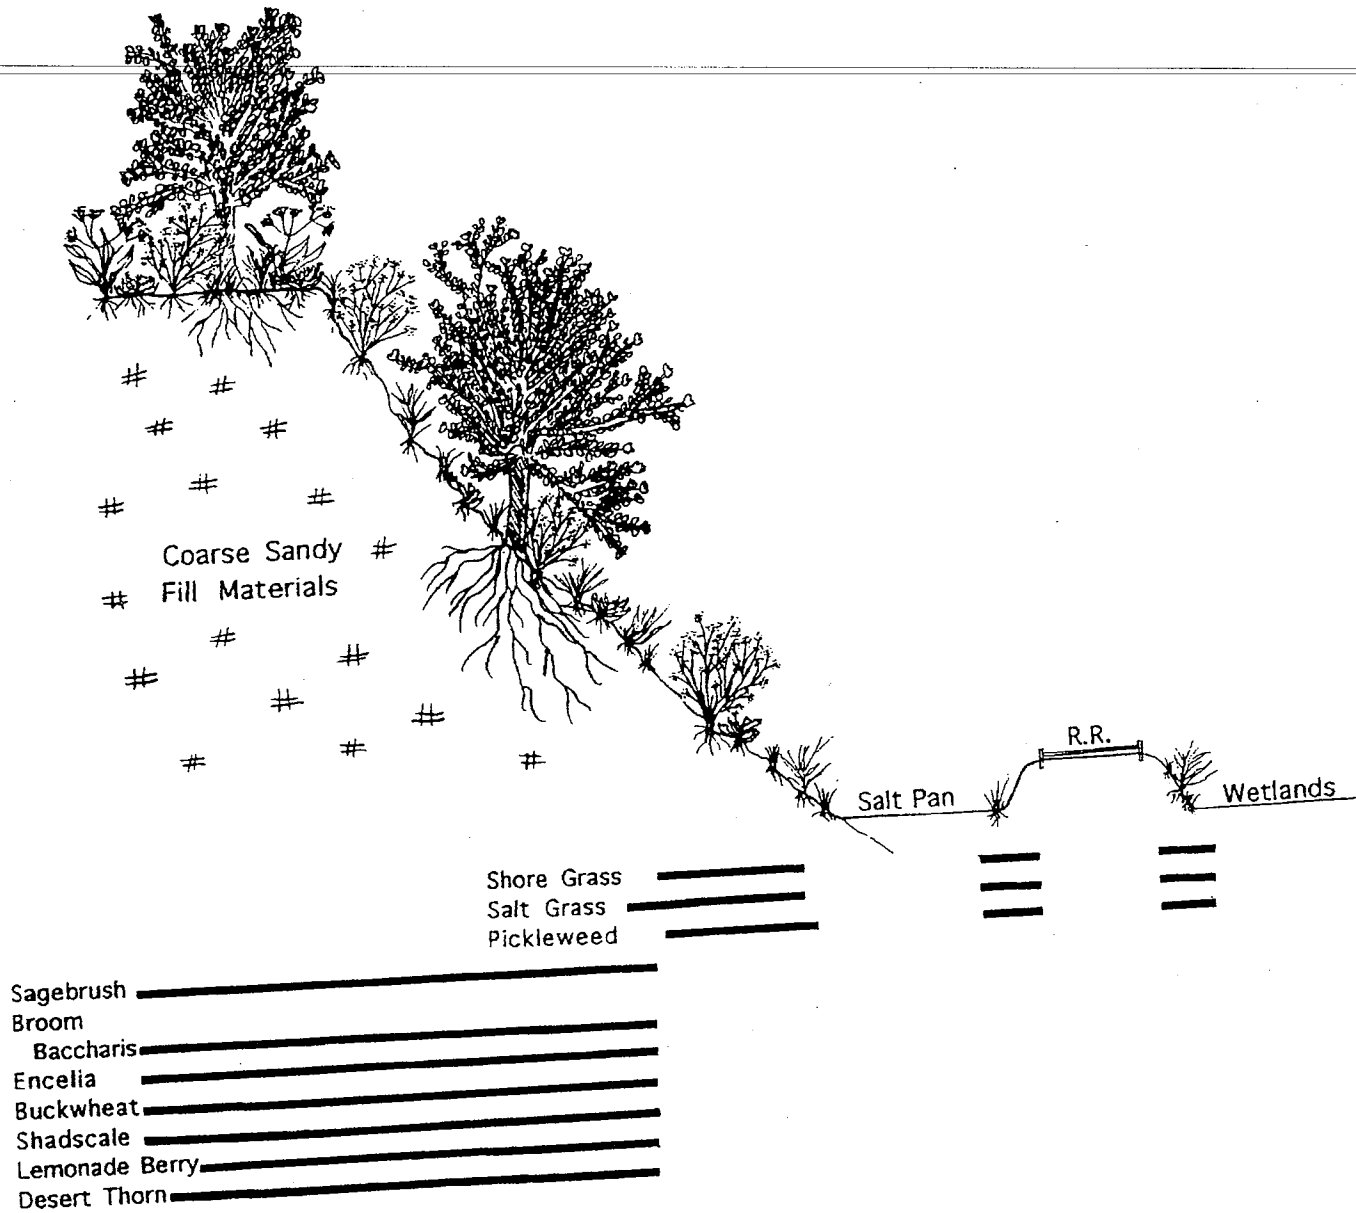 Coarse Sandy
Fill Materials
R.R.
Salt Pan
Wetlands
Shore Grass
Salt Grass
Pickleweed
Sagebrush
Broom
Baccharis
Encelia
Buckwheat
Shadscale
Lemonade Berry
Desert Thorn